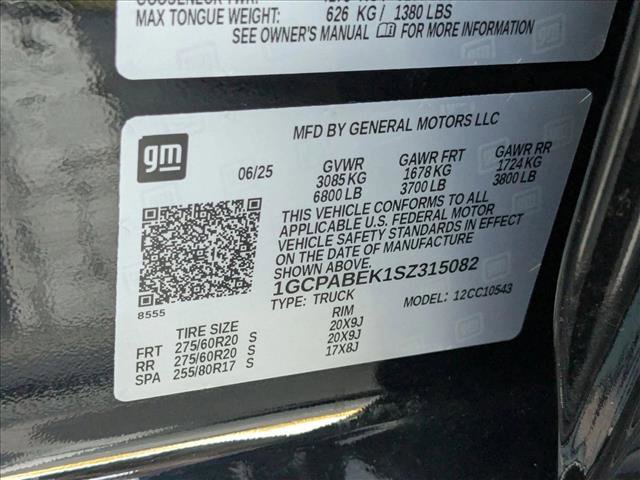 MAX TONGUE WEIGHT: 626 KG / 1380 LBS
SEE OWNER'S MANUAL FOR MORE INFORMATION
gm
MFD BY GENERAL MOTORS LLC
06/25 GVWR GAWR FRT GAWR RR
3085 KG 1678 KG 1724 KG
6800 LB 3700 LB 3800 LB
THIS VEHICLE CONFORMS TO ALL
APPLICABLE U.S. FEDERAL MOTOR
VEHICLE SAFETY STANDARDS IN EFFECT
ON THE DATE OF MANUFACTURE
SHOWN ABOVE.
1GCPABEK1SZ315082
TYPE: TRUCK MODEL: 12CC10543
8555
TIRE SIZE RIM
FRT 275/60R20 S 20X9J
RR 275/60R20 S 20X9J
SPA 255/80R17 S 17X8J